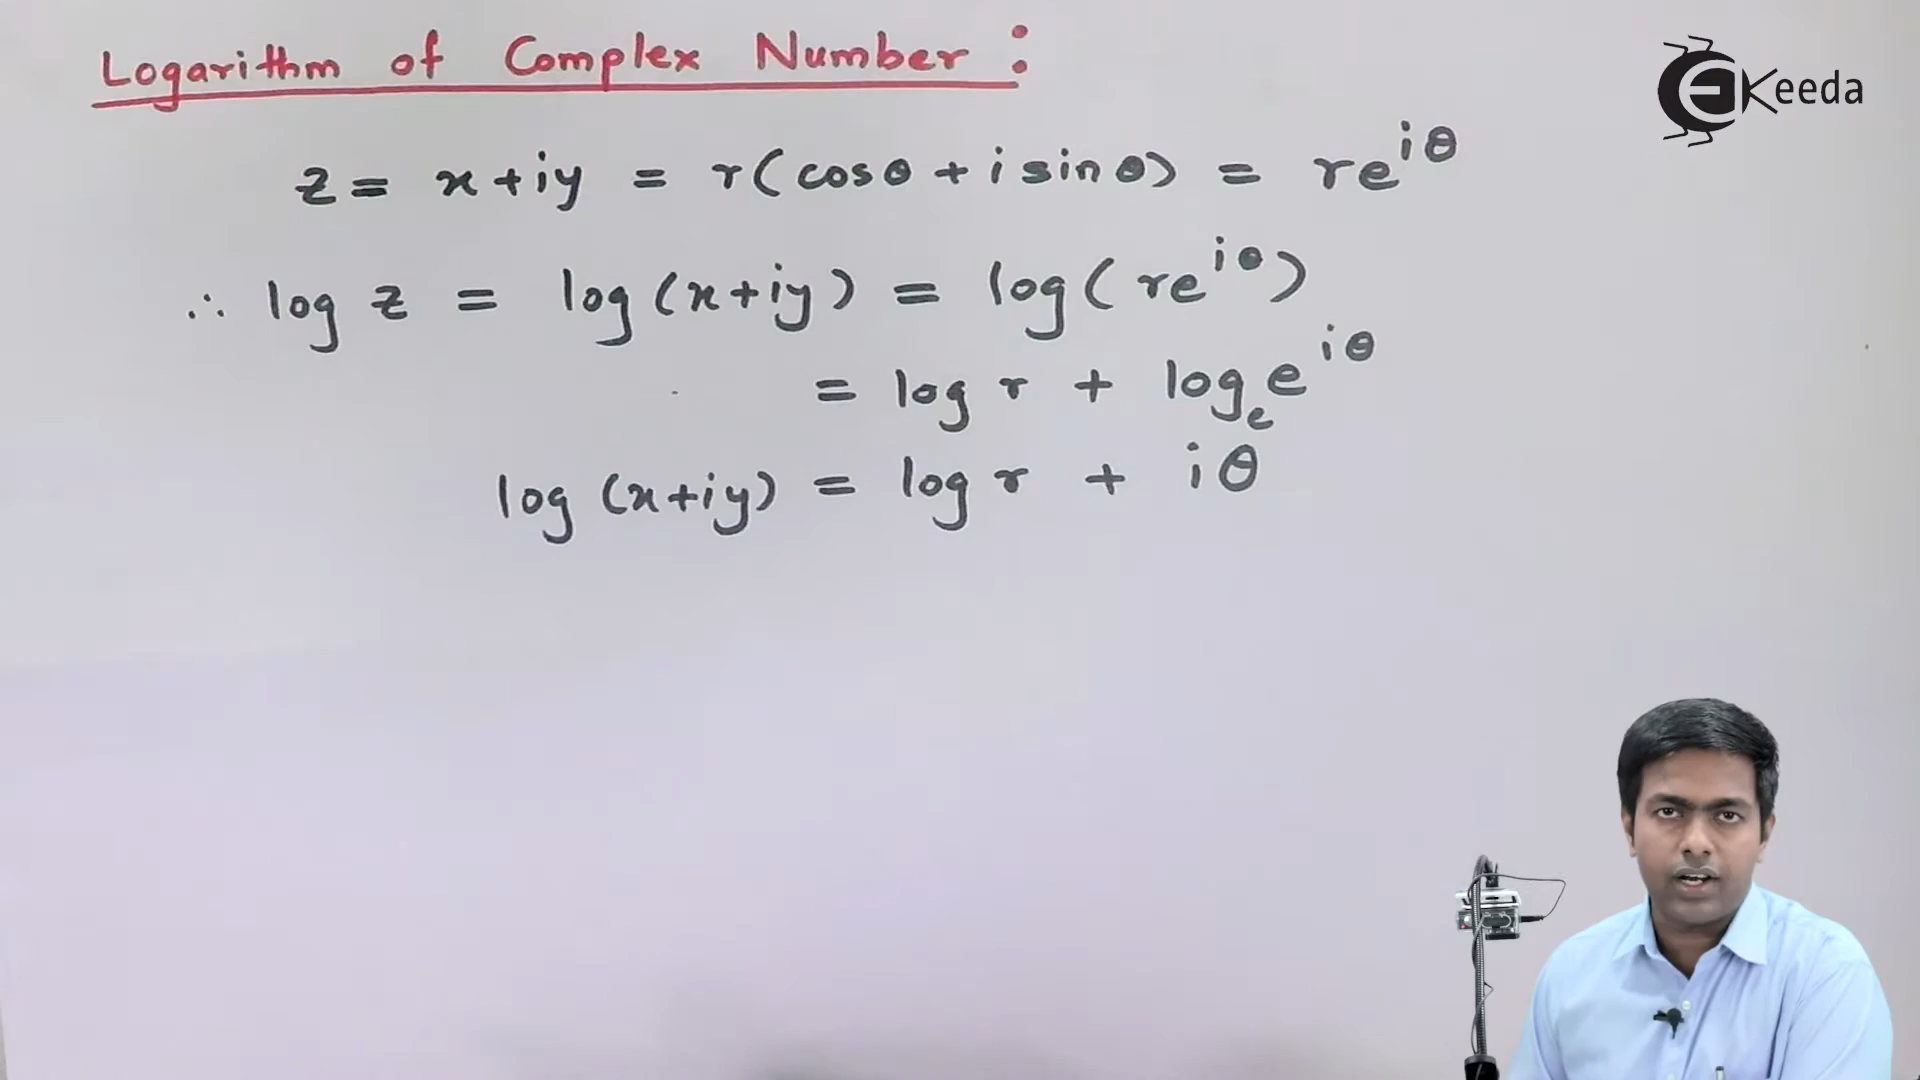 Logarithm of Complex Number :
EKeeda
z = x+iy = r(cosθ + i sinθ) = re^{iθ}
∴ log z = log (x+iy) = log( re^{iθ})
= log r + log_e e^{iθ}
log (x+iy) = log r + iθ